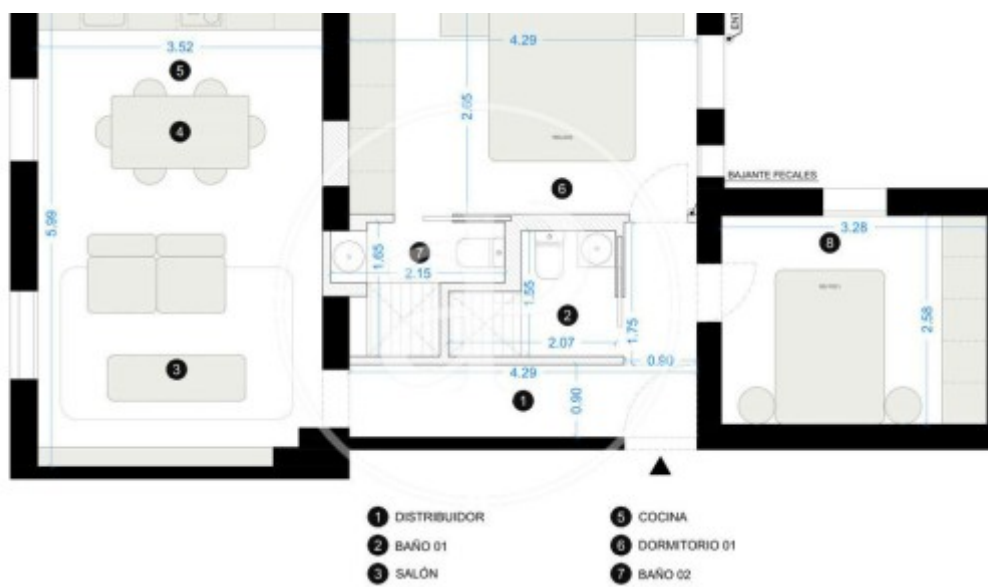 ENT
3.52
4.29
5
4
2.65
6
BAJANTE FECALES
5.99
1.65
7
2.15
3.28
8
1.55
2
1.75
2.58
2.07
0.90
3
4.29
1
0.90
1 DISTRIBUIDOR
5 COCINA
2 BAÑO 01
6 DORMITORIO 01
3 SALÓN
7 BAÑO 02